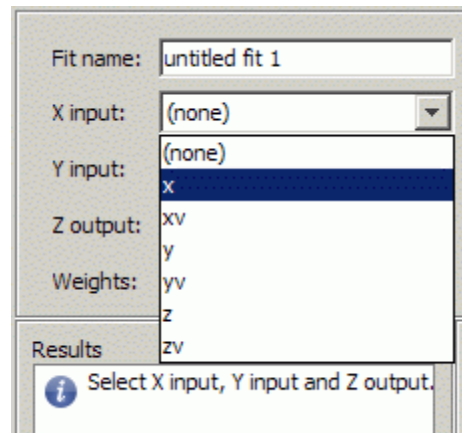 Fit name: untitled fit 1
X input: (none)
(none)
Y input:
x
Z output: xv
y
Weights: yv
z
zv
Results
Select X input, Y input and Z output.